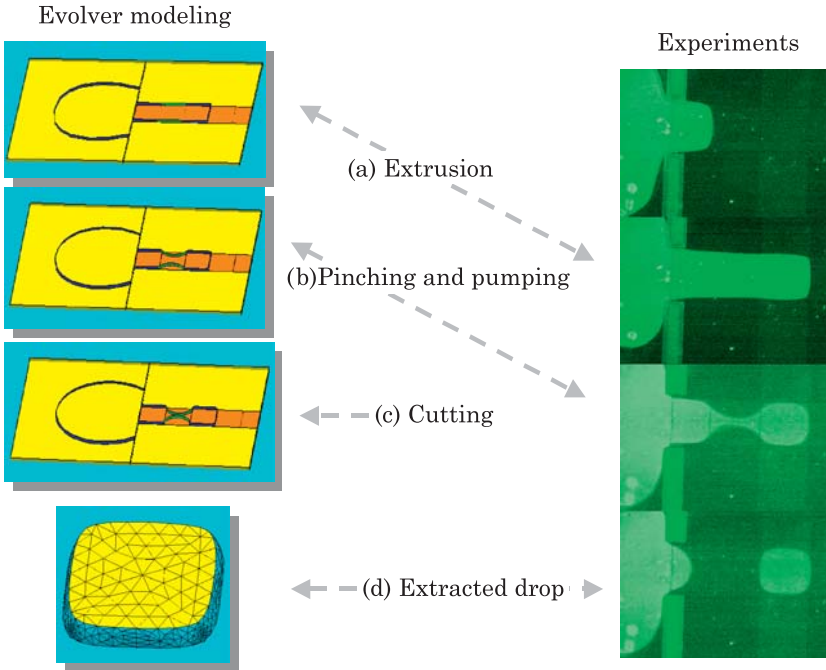 Evolver modeling
Experiments
(a) Extrusion
(b)Pinching and pumping
(c) Cutting
(d) Extracted drop